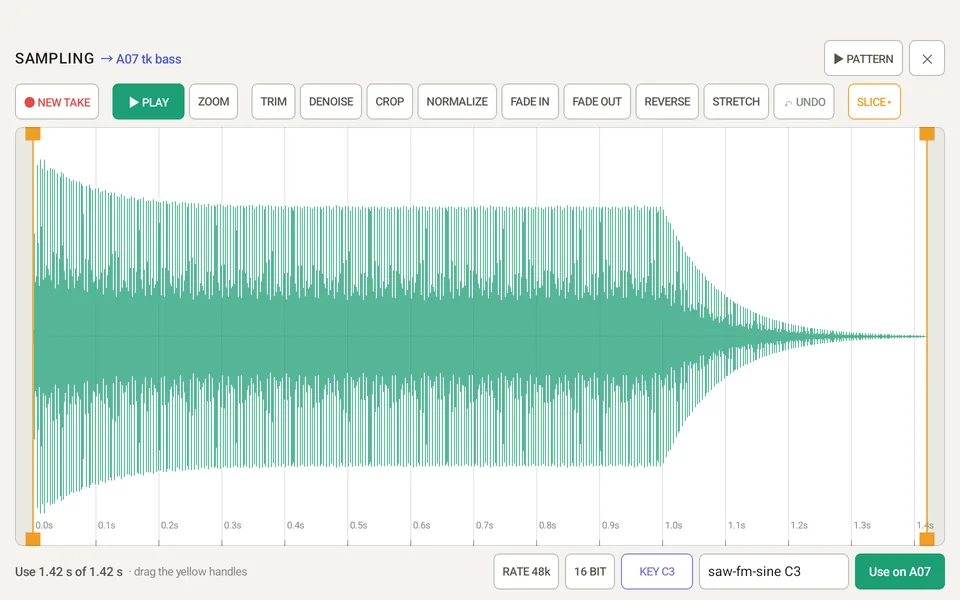 SAMPLING → A07 tk bass
PATTERN
NEW TAKE PLAY ZOOM TRIM DENOISE CROP NORMALIZE FADE IN FADE OUT REVERSE STRETCH UNDO SLICE
0.0s 0.1s 0.2s 0.3s 0.4s 0.5s 0.6s 0.7s 0.8s 0.9s 1.0s 1.1s 1.2s 1.3s 1.4s
Use 1.42 s of 1.42 s · drag the yellow handles
RATE 48k 16 BIT KEY C3 saw-fm-sine C3 Use on A07